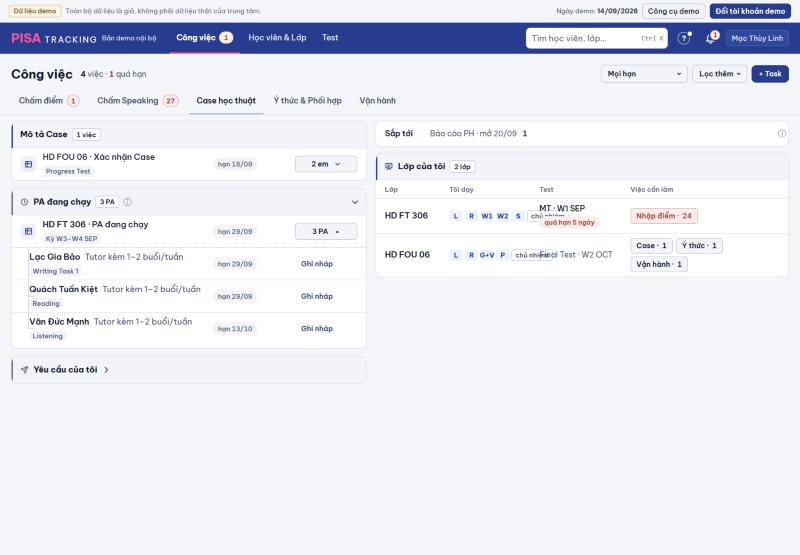 Dữ liệu demo Toàn bộ dữ liệu là giả, không phải dữ liệu thật của trung tâm. Ngày demo: 14/09/2026 Công cụ demo Đổi tài khoản demo
PISA TRACKING Bản demo nội bộ Công việc 1 Học viên & Lớp Test Tìm học viên, lớp... Ctrl K ? 1 Mạc Thùy Linh
Công việc 4 việc · 1 quá hạn Mọi hạn Lọc thêm + Task
Chấm điểm 1 Chấm Speaking 27 Case học thuật Ý thức & Phối hợp Vận hành
Mô tả Case 1 việc
HD FOU 06 · Xác nhận Case hạn 18/09 2 em
Progress Test
PA đang chạy 3 PA
HD FT 306 · PA đang chạy hạn 29/09 3 PA
Kỳ W3–W4 SEP
Lạc Gia Bảo Tutor kèm 1–2 buổi/tuần hạn 29/09 Ghi nháp
Writing Task 1
Quách Tuấn Kiệt Tutor kèm 1–2 buổi/tuần hạn 29/09 Ghi nháp
Reading
Văn Đức Mạnh Tutor kèm 1–2 buổi/tuần hạn 13/10 Ghi nháp
Listening
Yêu cầu của tôi
Sắp tới Báo cáo PH · mở 20/09 1
Lớp của tôi 2 lớp
Lớp Tôi dạy Test Việc cần làm
HD FT 306 L R W1 W2 S chủ nhiệm MT · W1 SEP quá hạn 5 ngày Nhập điểm · 24
HD FOU 06 L R G+V P chủ nhiệm Final Test · W2 OCT Case · 1 Ý thức · 1
Vận hành · 1